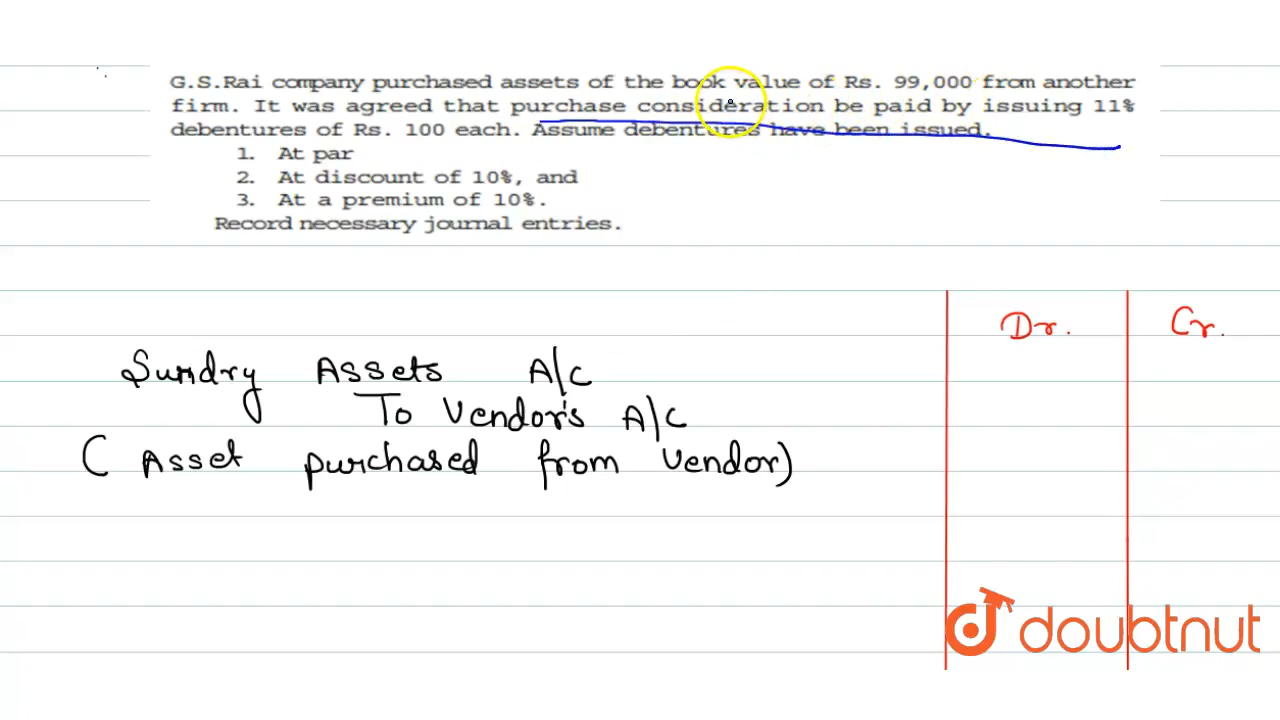 G.S.Rai company purchased assets of the book value of Rs. 99,000 from another
firm. It was agreed that purchase consideration be paid by issuing 11%
debentures of Rs. 100 each. Assume debentures have been issued.
1. At par
2. At discount of 10%, and
3. At a premium of 10%.
Record necessary journal entries.
Dr. Cr.
Sundry Assets A/C
To Vendor's A/C
( Asset purchased from vendor)
doubtnut